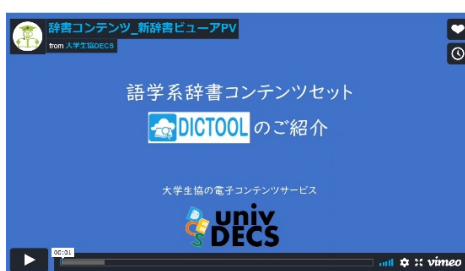 辞書コンテンツ_新辞書ビューアPV
from 大学生協DECS
語学系辞書コンテンツセット
DICTOOL のご紹介
大学生協の電子コンテンツサービス
univ
DECS
00:01
vimeo